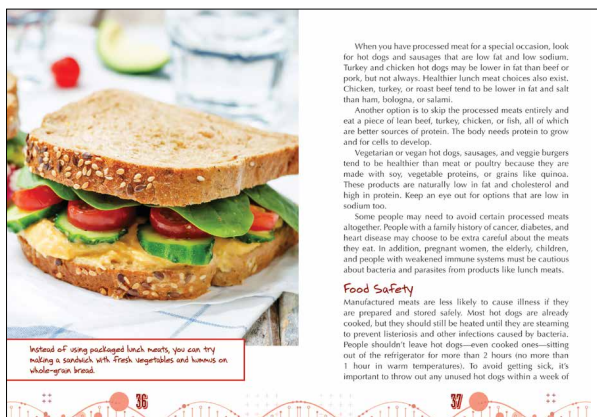 Instead of using packaged lunch meats, you can try
making a sandwich with fresh vegetables and hummus on
whole-grain bread.
36
When you have processed meat for a special occasion, look
for hot dogs and sausages that are low fat and low sodium.
Turkey and chicken hot dogs may be lower in fat than beef or
pork, but not always. Healthier lunch meat choices also exist.
Chicken, turkey, or roast beef tend to be lower in fat and salt
than ham, bologna, or salami.
Another option is to skip the processed meats entirely and
eat a piece of lean beef, turkey, chicken, or fish, all of which
are better sources of protein. The body needs protein to grow
and for cells to develop.
Vegetarian or vegan hot dogs, sausages, and veggie burgers
tend to be healthier than meat or poultry because they are
made with soy, vegetable proteins, or grains like quinoa.
These products are naturally low in fat and cholesterol and
high in protein. Keep an eye out for options that are low in
sodium too.
Some people may need to avoid certain processed meats
altogether. People with a family history of cancer, diabetes, and
heart disease may choose to be extra careful about the meats
they eat. In addition, pregnant women, the elderly, children,
and people with weakened immune systems must be cautious
about bacteria and parasites from products like lunch meats.
Food Safety
Manufactured meats are less likely to cause illness if they
are prepared and stored safely. Most hot dogs are already
cooked, but they should still be heated until they are steaming
to prevent listeriosis and other infections caused by bacteria.
People shouldn't leave hot dogs—even cooked ones—sitting
out of the refrigerator for more than 2 hours (no more than
1 hour in warm temperatures). To avoid getting sick, it's
important to throw out any unused hot dogs within a week of
37